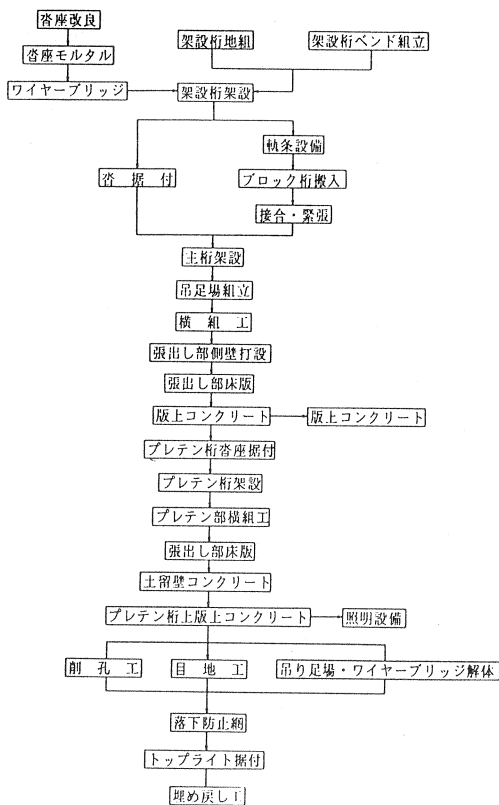 沓座改良
架設桁地組
架設桁ベンド組立
沓座モルタル
ワイヤーブリッジ
架設桁架設
軌条設備
沓据付
ブロック桁搬入
接合・緊張
主桁架設
吊足場組立
横組工
張出し部側壁打設
張出し部床版
版上コンクリート
版上コンクリート
プレテン桁沓座据付
プレテン桁架設
プレテン部横組工
張出し部床版
土留壁コンクリート
プレテン桁上版上コンクリート
照明設備
削孔工
目地工
吊り足場・ワイヤーブリッジ解体
落下防止網
トップライト据付
埋め戻し工